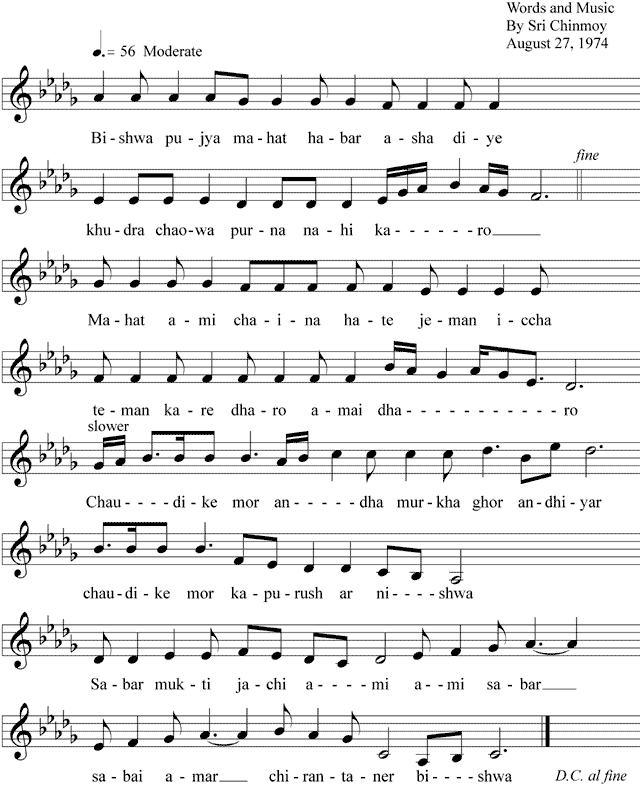 Words and Music
By Sri Chinmoy
August 27, 1974
= 56 Moderate
Bi-shwa pu-jya ma-hat ha-bar a-sha di-ye
fine
khu-dra chao-wa pur-na na-hi ka------ro____
Ma-hat a-mi cha-i-na ha-te je-man i-ccha
te-man ka-re dha-ro a-mai dha------------ro
slower
Chau----di-ke mor an-----dha mur-kha ghor an-dhi-yar
chau-di-ke mor ka-pu-rush ar ni----shwa
Sa-bar muk-ti ja-chi a----mi a-mi sa-bar____
sa-bai a-mar____ chi-ran-ta-ner bi----shwa D.C. al fine